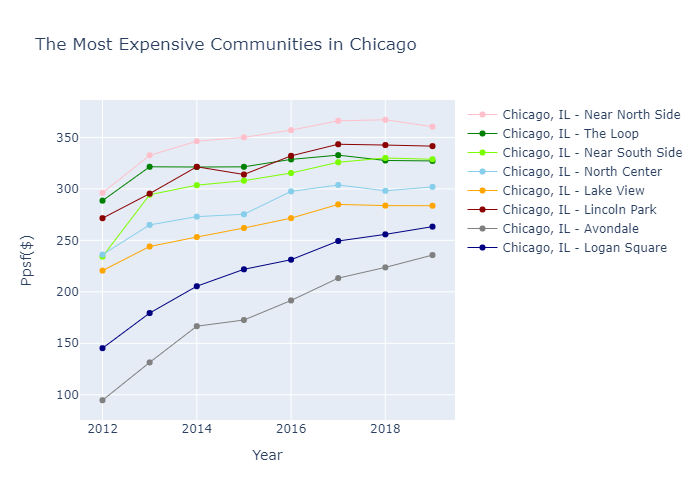 The Most Expensive Communities in Chicago
Chicago, IL - Near North Side
Chicago, IL - The Loop
Chicago, IL - Near South Side
Chicago, IL - North Center
Chicago, IL - Lake View
Chicago, IL - Lincoln Park
Chicago, IL - Avondale
Chicago, IL - Logan Square
Ppsf($)
350
300
250
200
150
100
2012
2014
2016
2018
Year